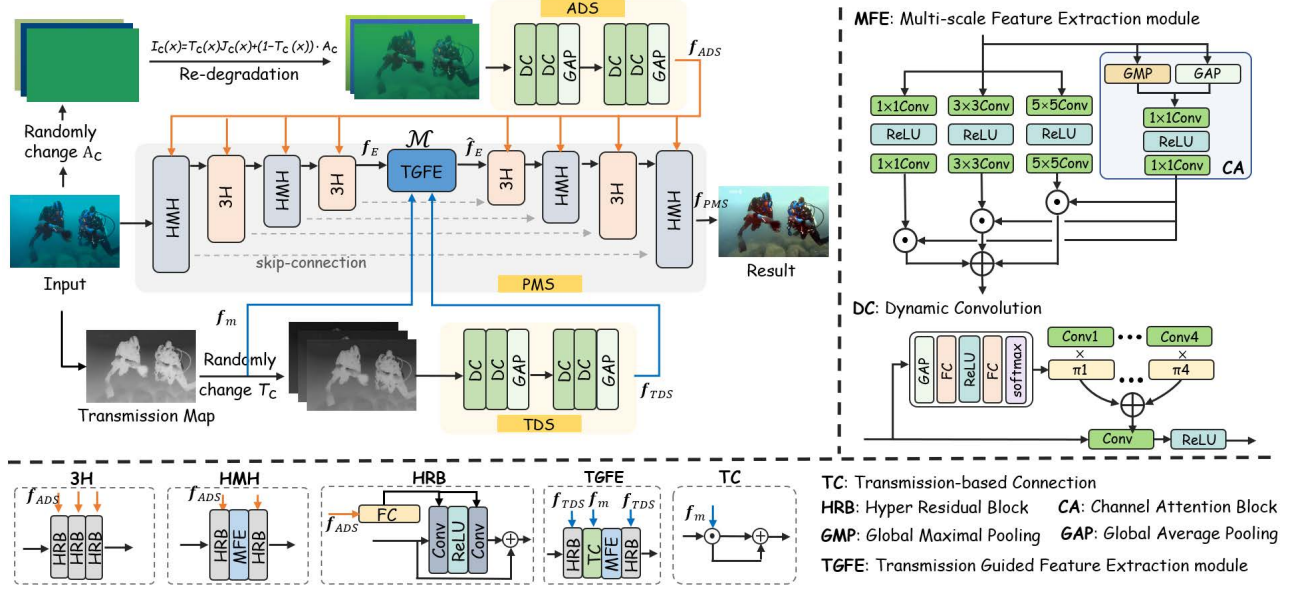 ADS
I_C(x)=T_C(x)J_C(x)+(1-T_C(x))·A_C
Re-degradation
DC
DC
GAP
DC
DC
GAP
f_ADS
Randomly
change A_C
HMH
3H
HMH
3H
f_E
M
TGFE
f̂_E
3H
HMH
3H
HMH
f_PMS
skip-connection
PMS
Input
Result
f_m
Randomly
change T_C
Transmission Map
DC
DC
GAP
DC
DC
GAP
f_TDS
TDS
MFE: Multi-scale Feature Extraction module
GMP
GAP
1×1Conv
3×3Conv
5×5Conv
1×1Conv
ReLU
ReLU
ReLU
ReLU
1×1Conv
3×3Conv
5×5Conv
1×1Conv
CA
DC: Dynamic Convolution
GAP
FC
ReLU
FC
softmax
Conv1
Conv4
×
×
π1
π4
Conv
ReLU
3H
f_ADS
HRB
HRB
HRB
HMH
f_ADS
HRB
MFE
HRB
HRB
f_ADS
FC
Conv
ReLU
Conv
TGFE
f_TDS
f_m
f_TDS
HRB
TC
MFE
HRB
TC
f_m
TC: Transmission-based Connection
HRB: Hyper Residual Block CA: Channel Attention Block
GMP: Global Maximal Pooling GAP: Global Average Pooling
TGFE: Transmission Guided Feature Extraction module